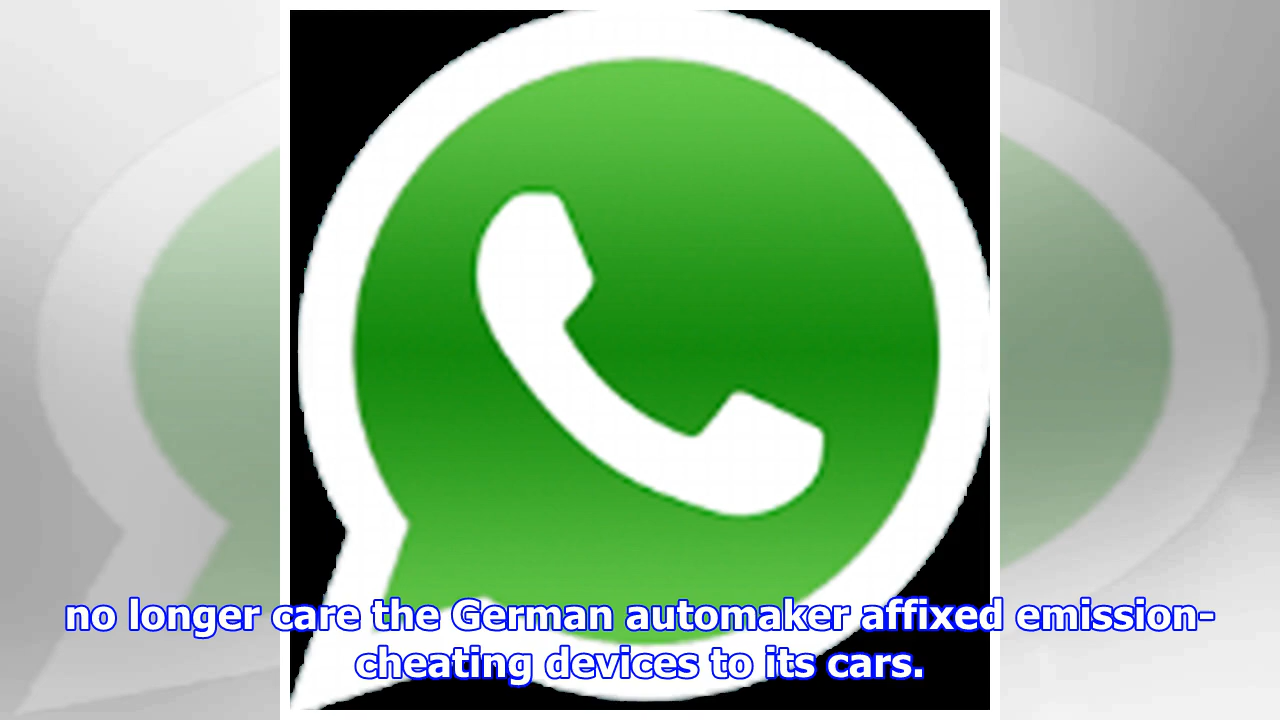 no longer care the German automaker affixed emission-
cheating devices to its cars.